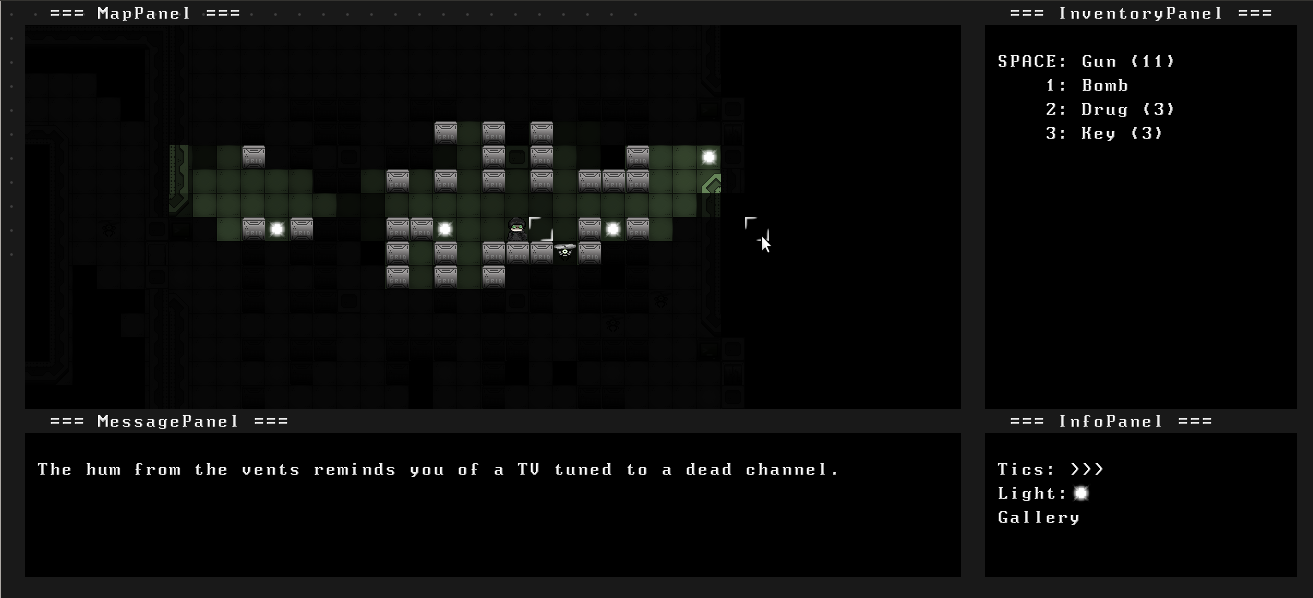 === MapPanel ===
=== InventoryPanel ===
SPACE: Gun (11)
1: Bomb
2: Drug (3)
3: Key (3)
=== MessagePanel ===
The hum from the vents reminds you of a TV tuned to a dead channel.
=== InfoPanel ===
Tics: >>>
Light:
Gallery